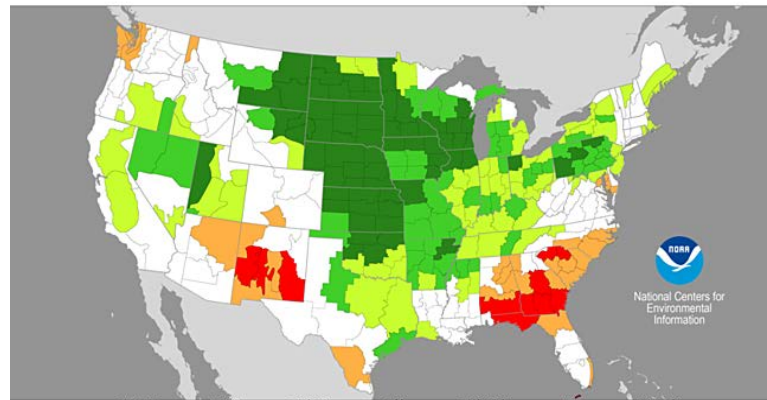 NOAA
National Centers for
Environmental
Information